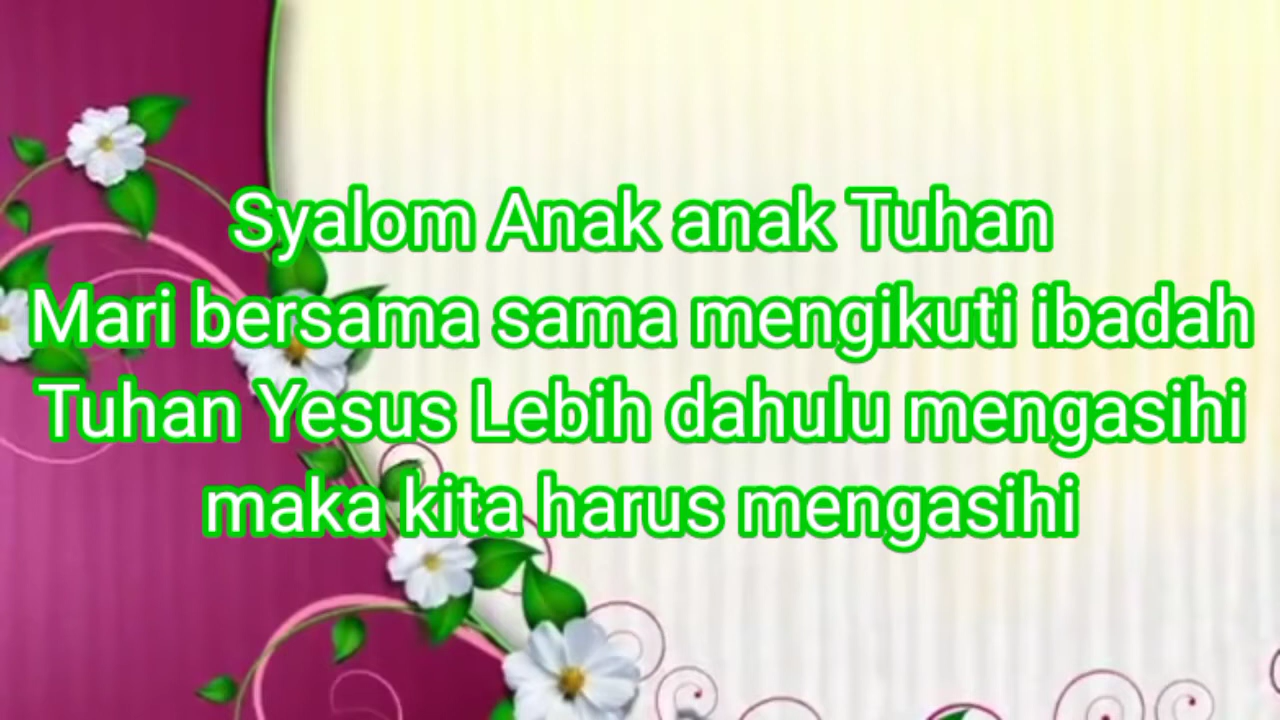 Syalom Anak anak Tuhan
Mari bersama sama mengikuti ibadah
Tuhan Yesus Lebih dahulu mengasihi
maka kita harus mengasihi